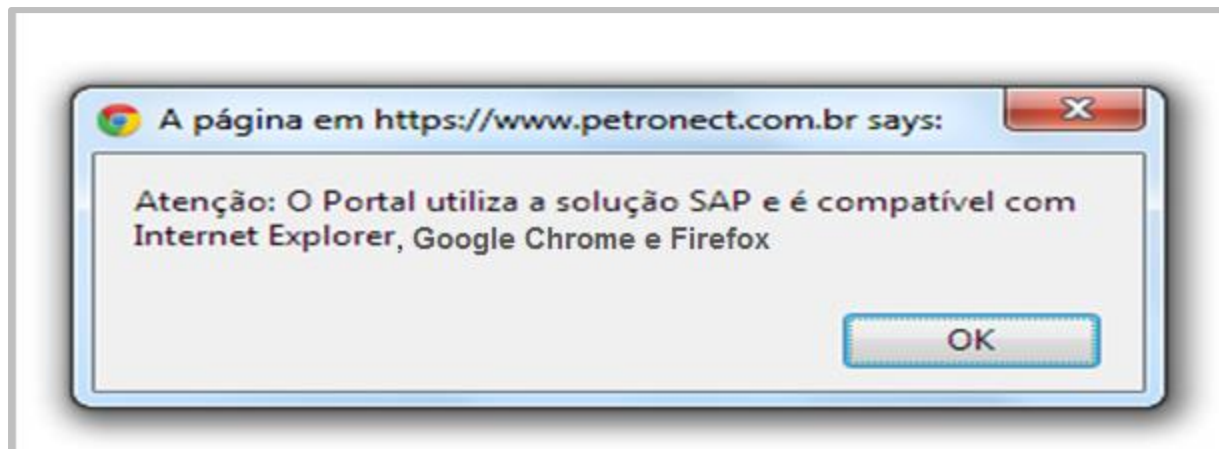 A página em https://www.petronect.com.br says:
Atenção: O Portal utiliza a solução SAP e é compatível com
Internet Explorer, Google Chrome e Firefox
OK